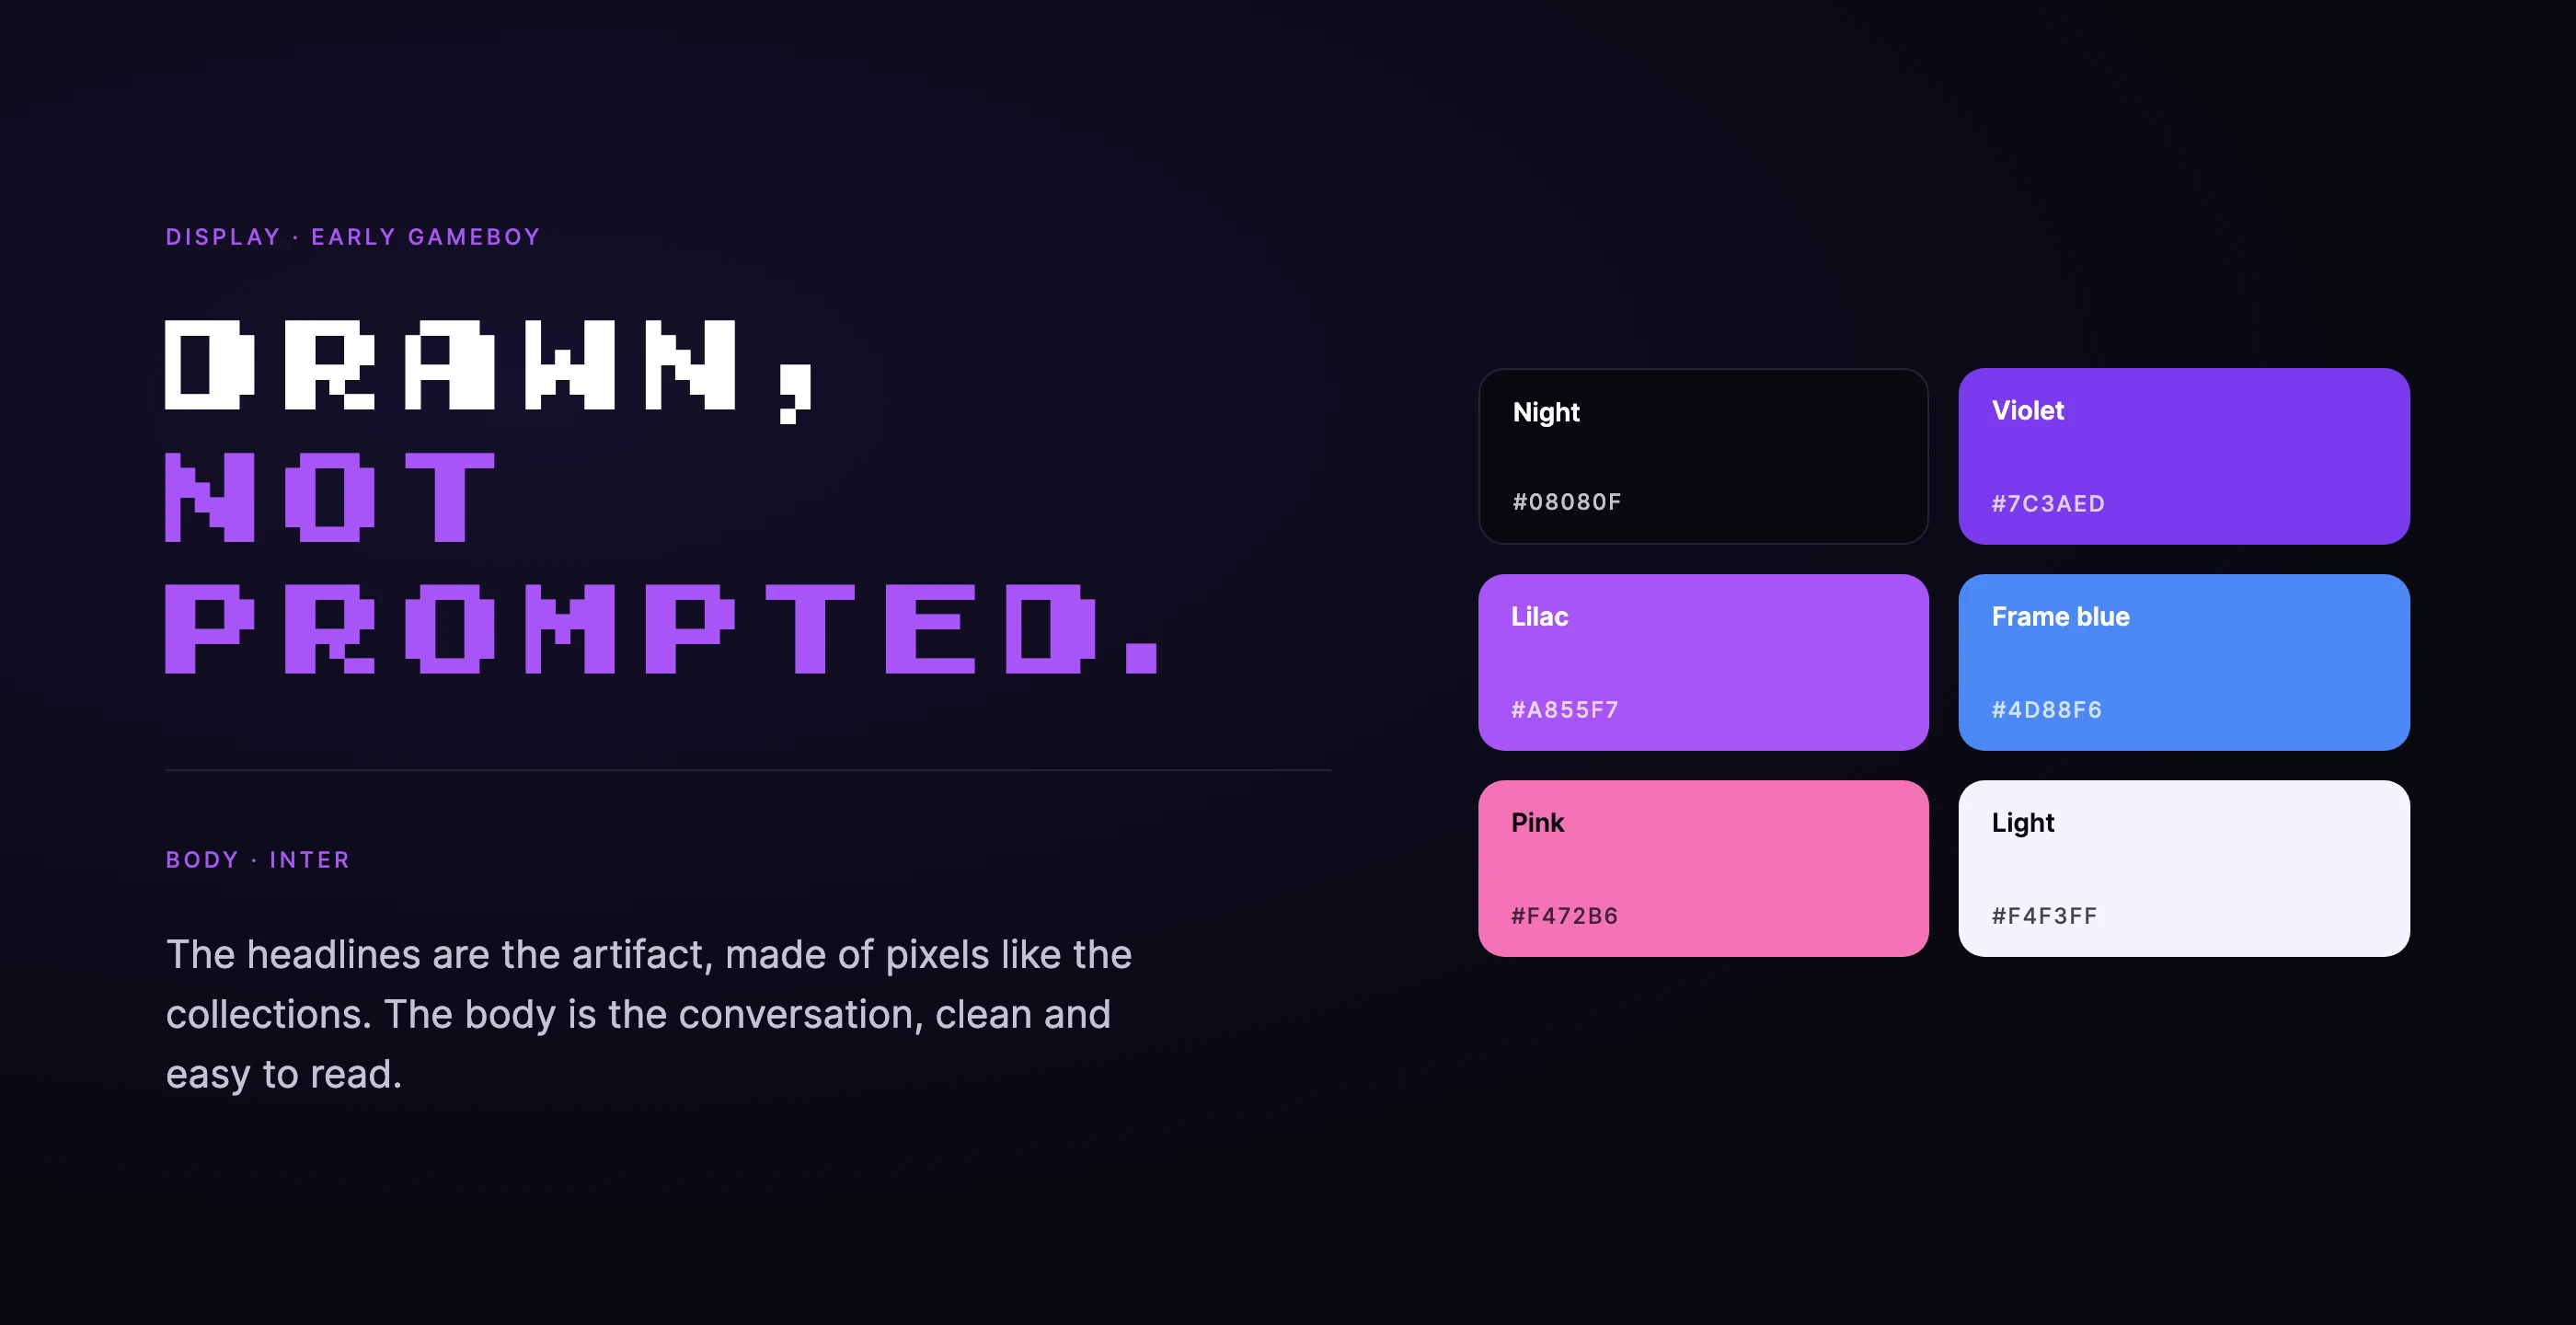 DISPLAY · EARLY GAMEBOY
DRAWN,
NOT
PROMPTED.
BODY · INTER
The headlines are the artifact, made of pixels like the
collections. The body is the conversation, clean and
easy to read.
Night
#08080F
Violet
#7C3AED
Lilac
#A855F7
Frame blue
#4D88F6
Pink
#F472B6
Light
#F4F3FF